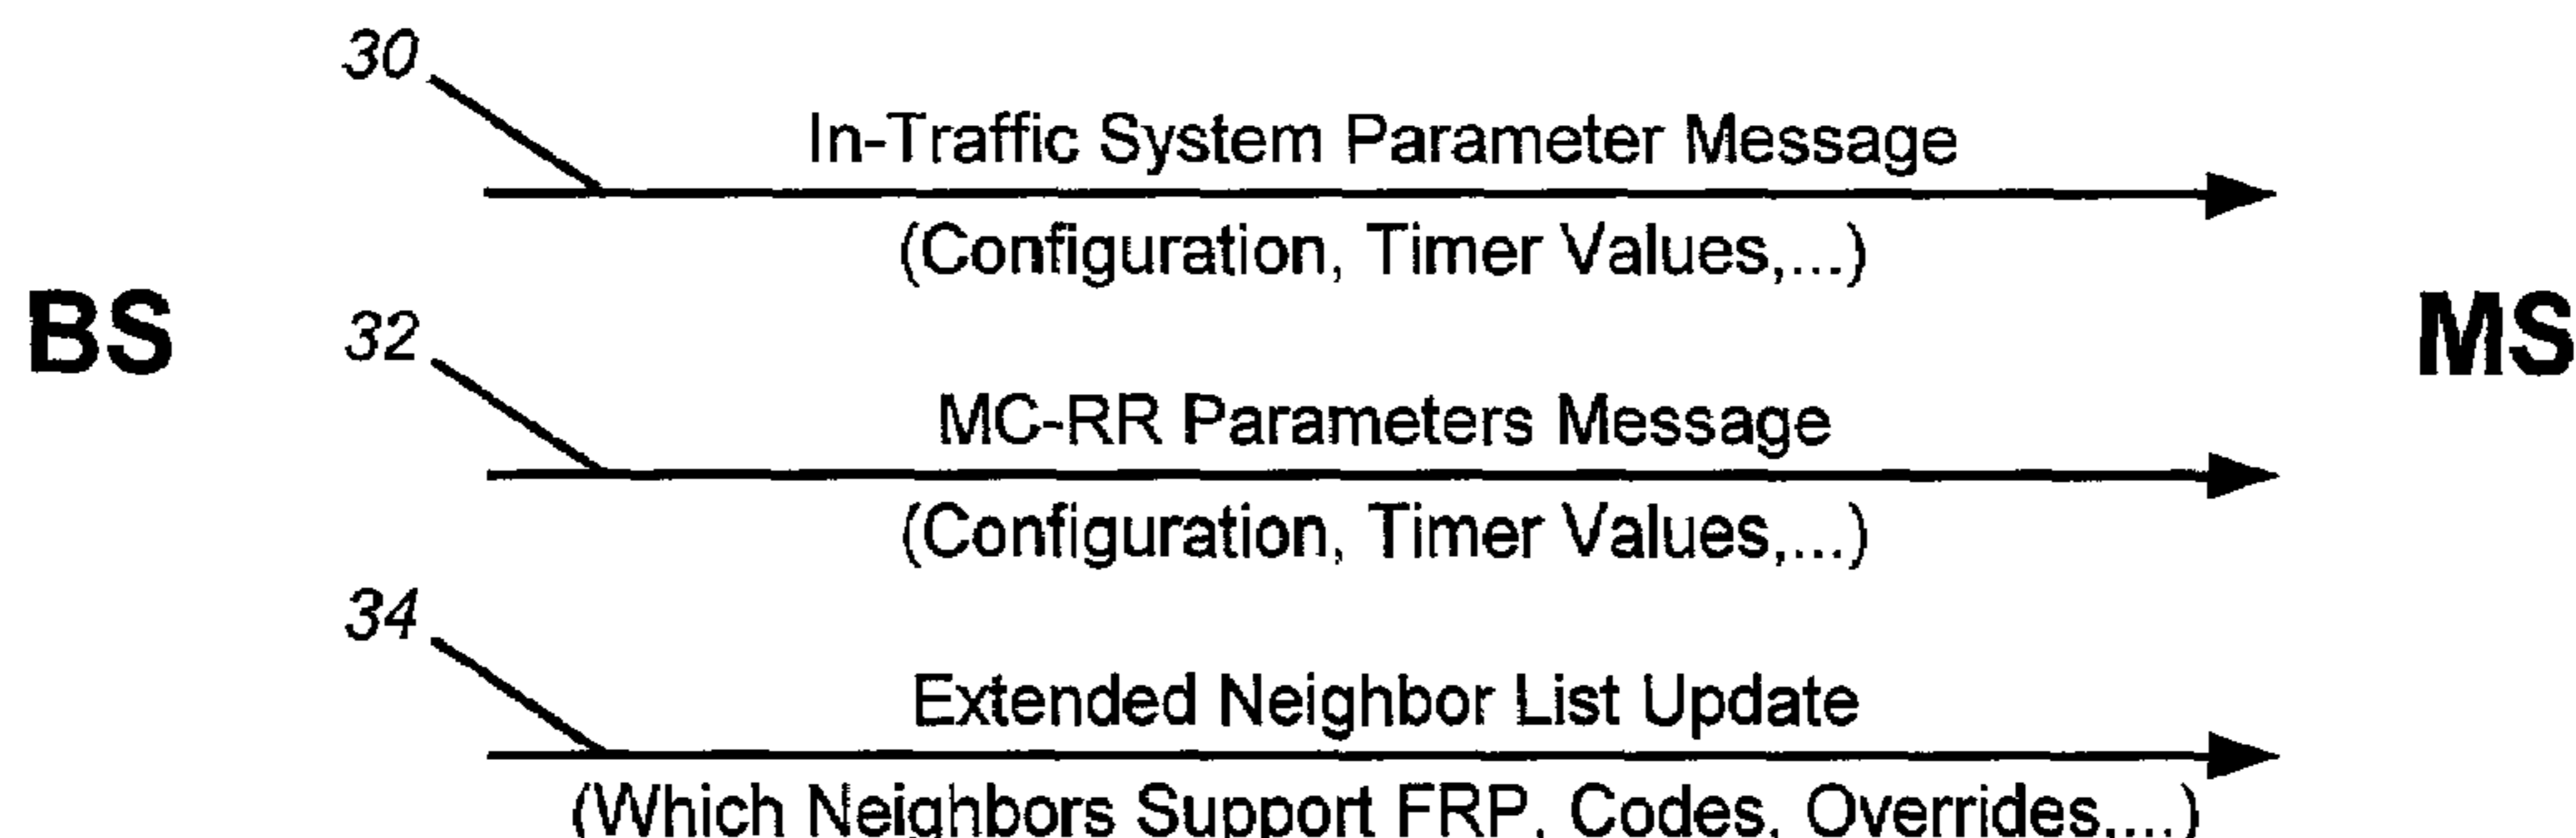 30
In-Traffic System Parameter Message
(Configuration, Timer Values,...)
BS
MS
32
MC-RR Parameters Message
(Configuration, Timer Values,...)
34
Extended Neighbor List Update
(Which Neighbors Support FRP, Codes, Overrides,...)